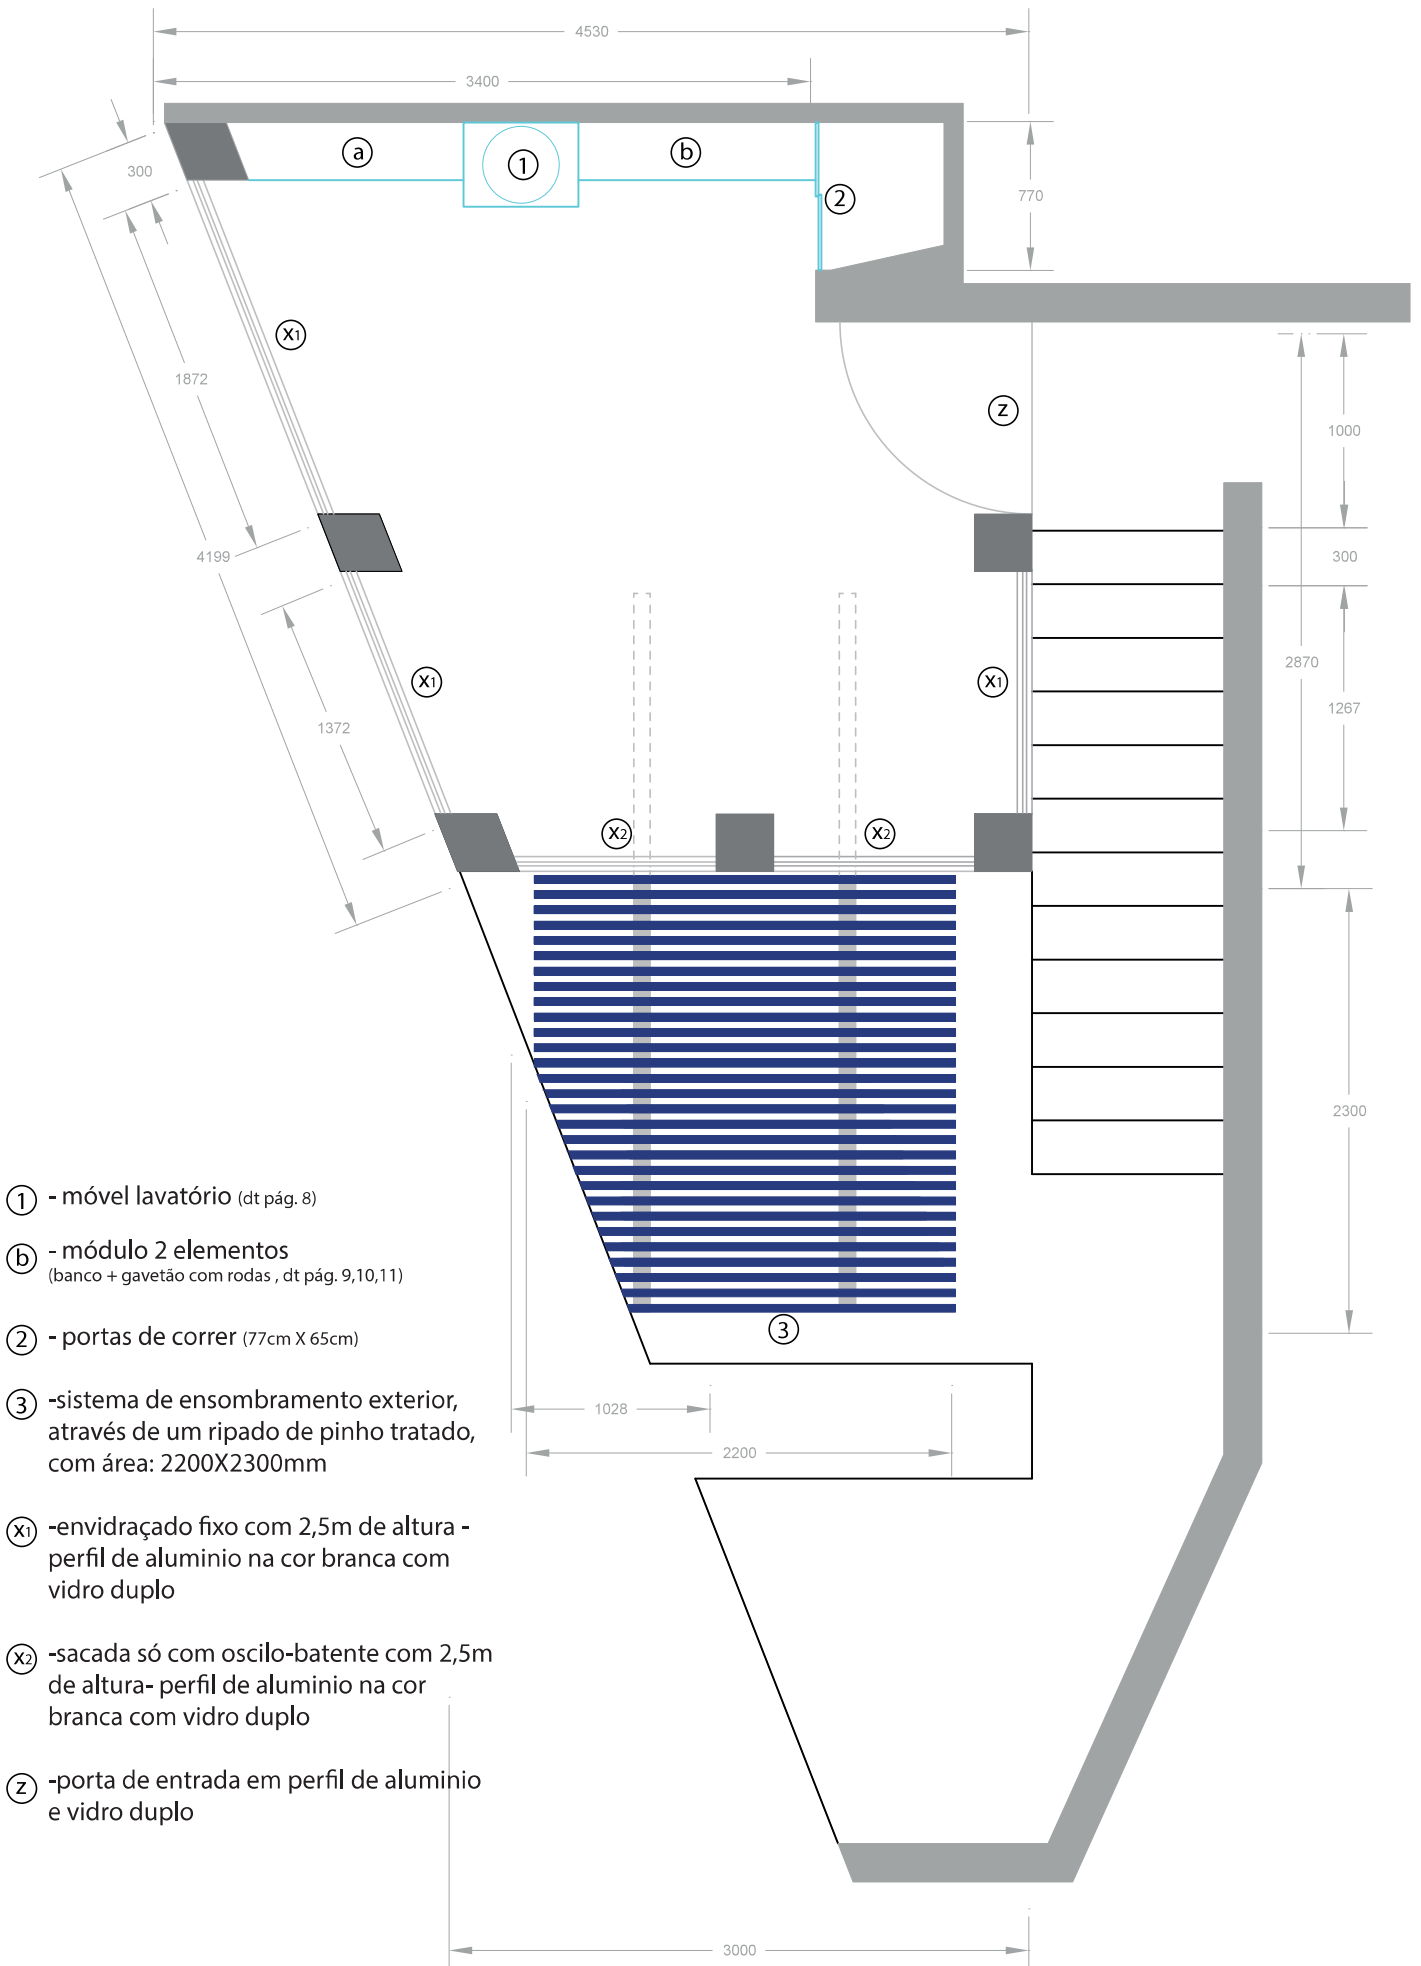 4530
3400
300
a
1
b
2
770
x1
1872
z
1000
4199
300
x1
x1
2870
1267
1372
x2
x2
2300
3
1028
2200
1 - móvel lavatório (dt pág. 8)
b - módulo 2 elementos
(banco + gavetão com rodas , dt pág. 9,10,11)
2 - portas de correr (77cm X 65cm)
3 -sistema de ensombramento exterior,
através de um ripado de pinho tratado,
com área: 2200X2300mm
x1 -envidraçado fixo com 2,5m de altura -
perfil de aluminio na cor branca com
vidro duplo
x2 -sacada só com oscilo-batente com 2,5m
de altura- perfil de aluminio na cor
branca com vidro duplo
z -porta de entrada em perfil de aluminio
e vidro duplo
3000